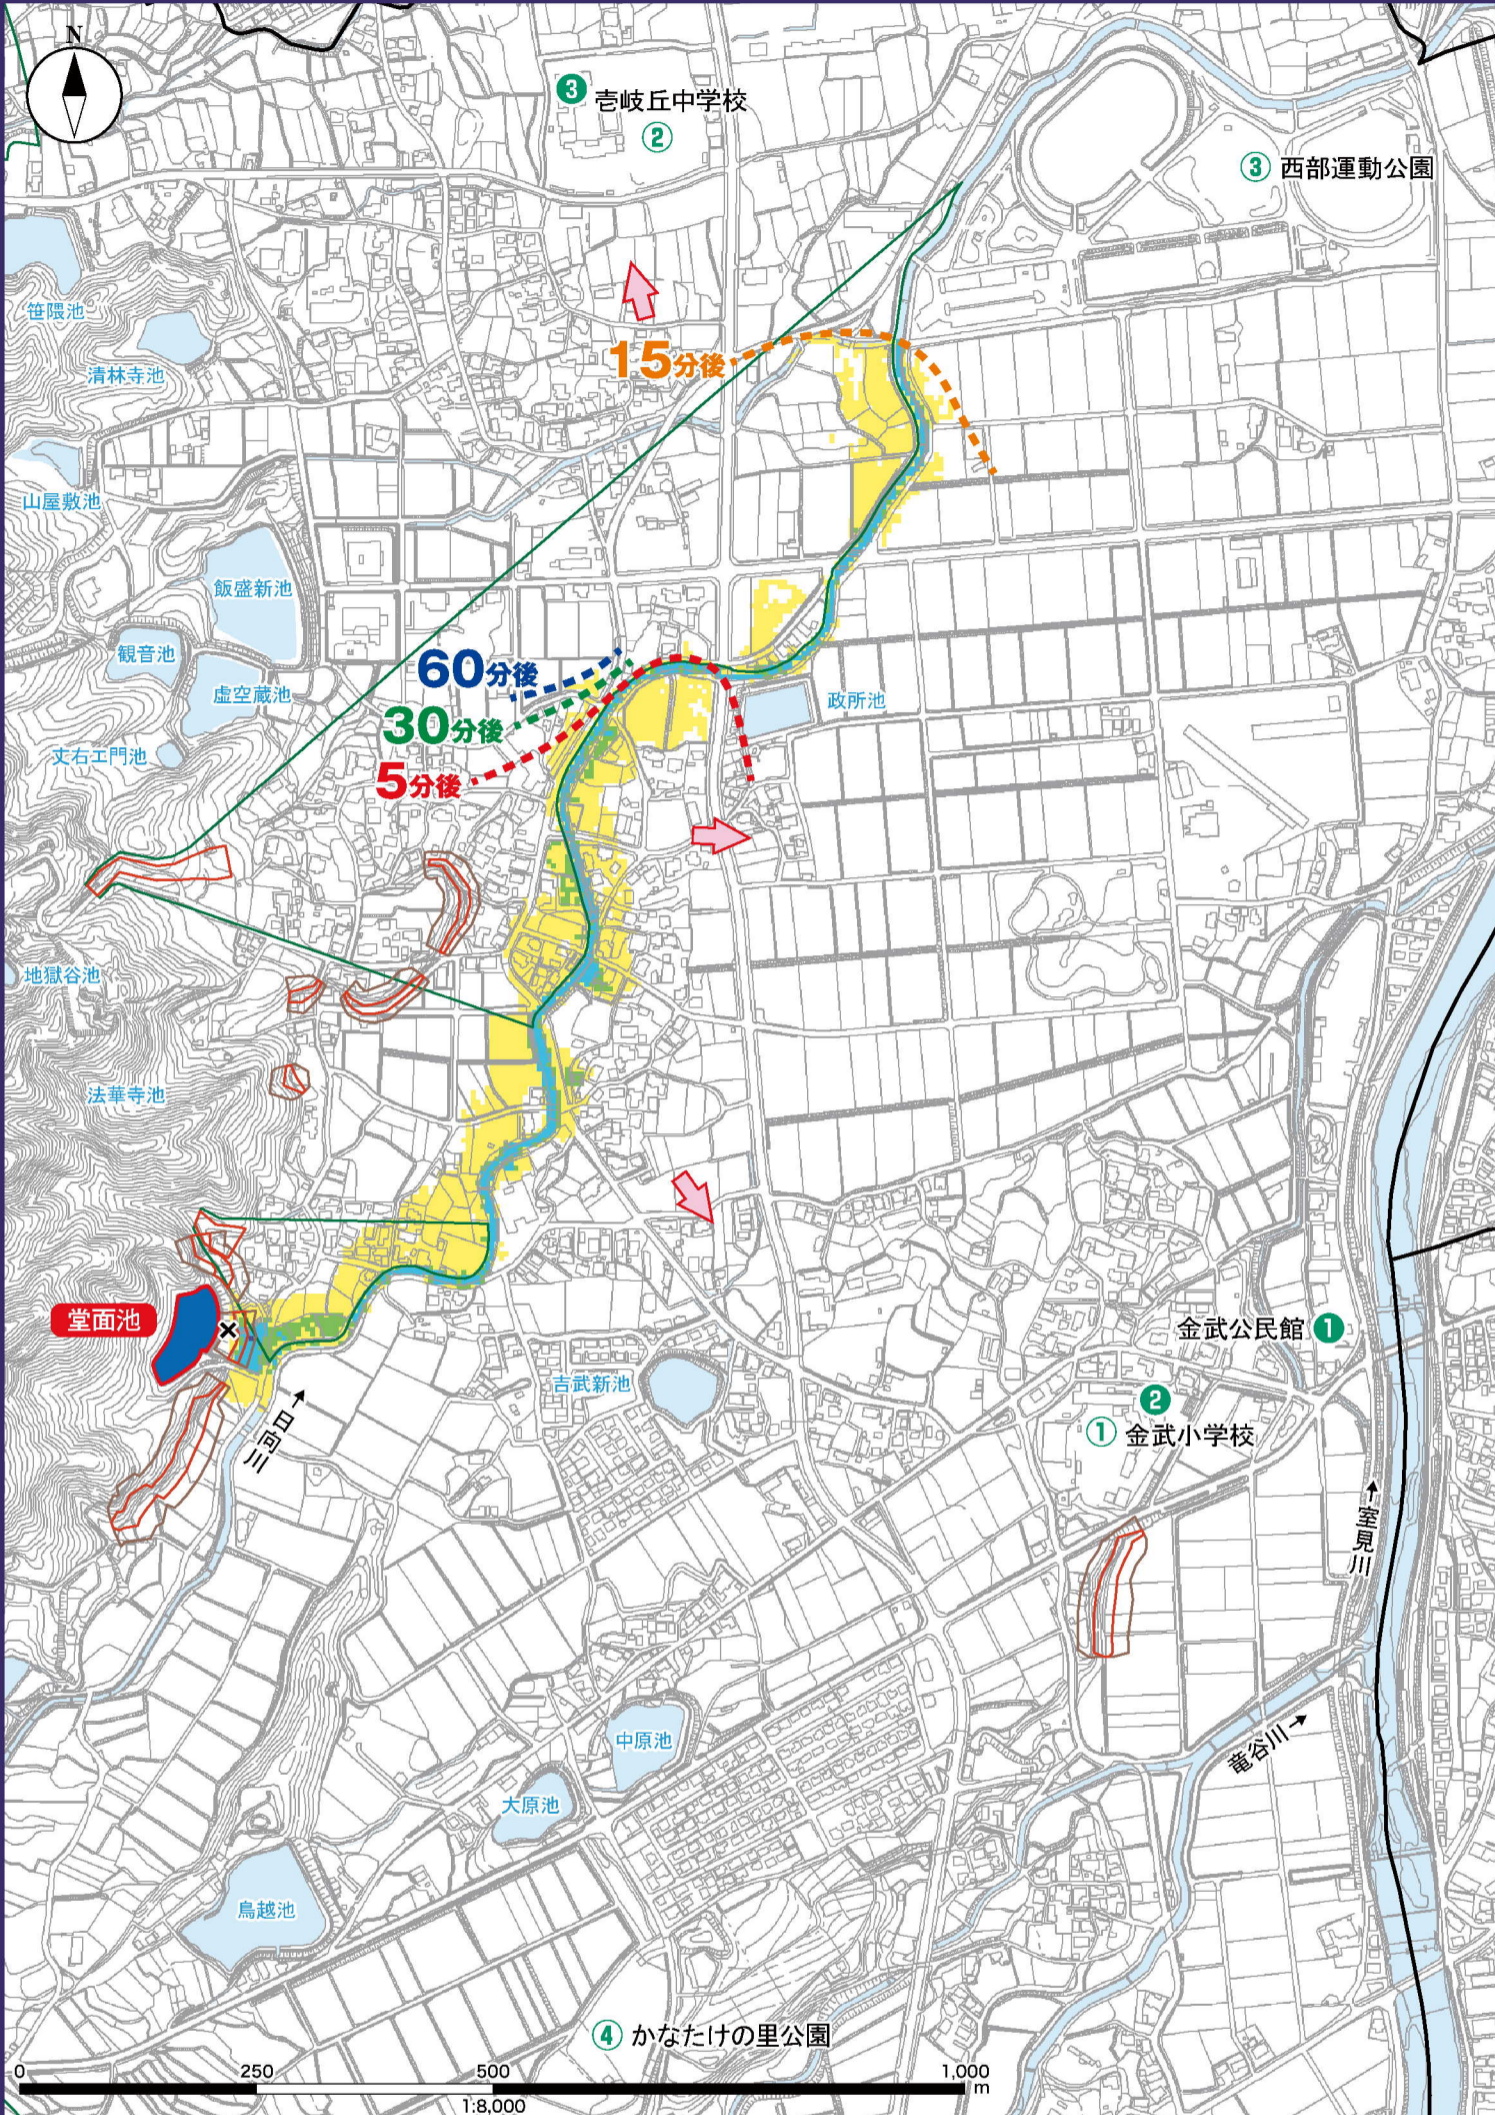 N
3 壱岐丘中学校
②
③ 西部運動公園
笹隈池
清林寺池
15分後
山屋敷池
飯盛新池
観音池
60分後
虚空蔵池
政所池
30分後
丈右エ門池
5分後
地獄谷池
法華寺池
堂面池
×
金武公民館 1
吉武新池
2
① 金武小学校
↑日向川
↑室見川
中原池
竜谷川→
大原池
鳥越池
④ かなたけの里公園
0 250 500 1,000
m
1:8,000